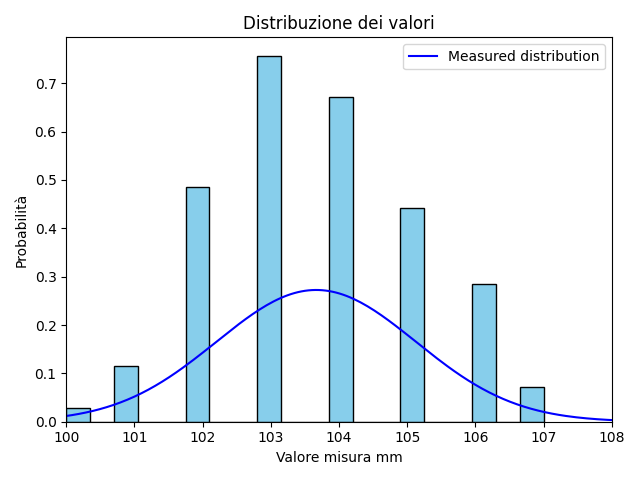 Distribuzione dei valori
Measured distribution
Probabilità
0.7
0.6
0.5
0.4
0.3
0.2
0.1
0.0
100 101 102 103 104 105 106 107 108
Valore misura mm